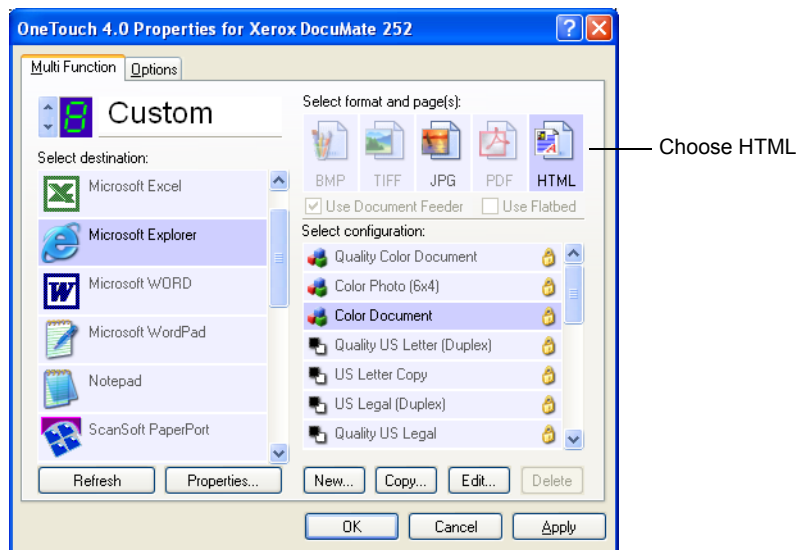 OneTouch 4.0 Properties for Xerox DocuMate 252
Multi Function
Options
8
Custom
Select destination:
Microsoft Excel
Microsoft Explorer
Microsoft WORD
Microsoft WordPad
Notepad
ScanSoft PaperPort
Refresh
Properties...
Select format and page(s):
BMP TIFF JPG PDF HTML
Use Document Feeder
Use Flatbed
Select configuration:
Quality Color Document
Color Photo (6x4)
Color Document
Quality US Letter (Duplex)
US Letter Copy
US Legal (Duplex)
Quality US Legal
New...
Copy...
Edit...
Delete
OK
Cancel
Apply
Choose HTML